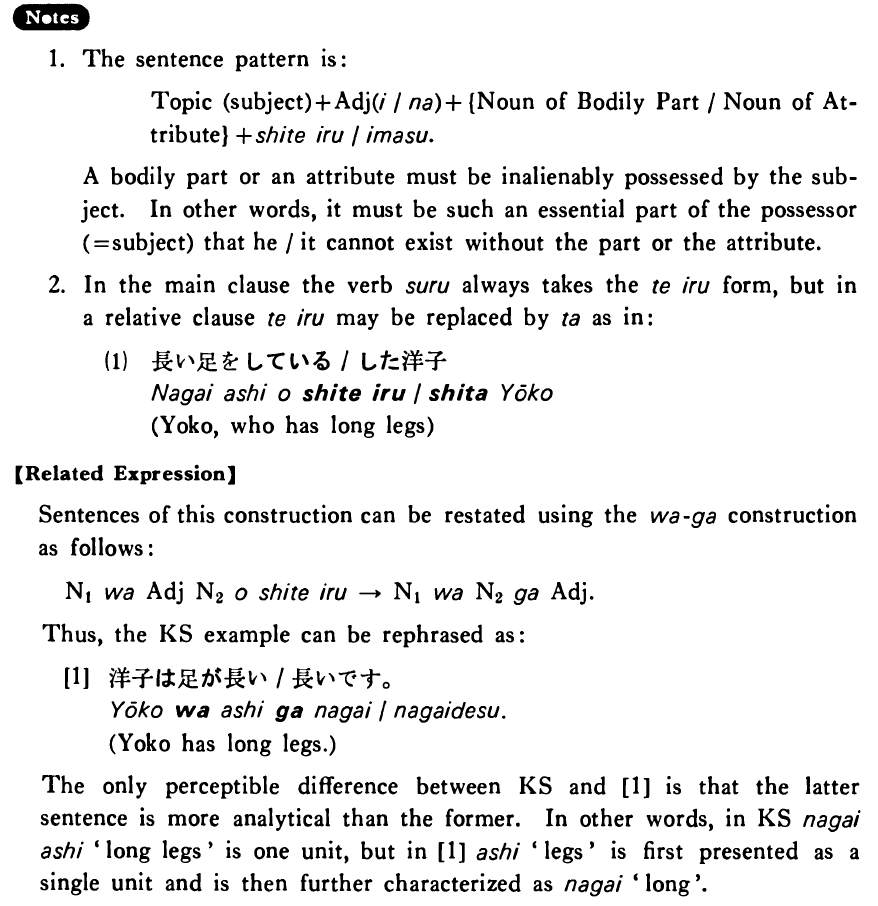 Notes
1. The sentence pattern is:
Topic (subject)+Adj(i / na)+{Noun of Bodily Part / Noun of At-
tribute} +shite iru / imasu.
A bodily part or an attribute must be inalienably possessed by the sub-
ject. In other words, it must be such an essential part of the possessor
(=subject) that he / it cannot exist without the part or the attribute.
2. In the main clause the verb suru always takes the te iru form, but in
a relative clause te iru may be replaced by ta as in:
(1) 長い足をしている / した洋子
Nagai ashi o shite iru / shita Yōko
(Yoko, who has long legs)
【Related Expression】
Sentences of this construction can be restated using the wa-ga construction
as follows:
N₁ wa Adj N₂ o shite iru → N₁ wa N₂ ga Adj.
Thus, the KS example can be rephrased as:
[1] 洋子は足が長い / 長いです。
Yōko wa ashi ga nagai / nagaidesu.
(Yoko has long legs.)
The only perceptible difference between KS and [1] is that the latter
sentence is more analytical than the former. In other words, in KS nagai
ashi ‘long legs’ is one unit, but in [1] ashi ‘legs’ is first presented as a
single unit and is then further characterized as nagai ‘long’.